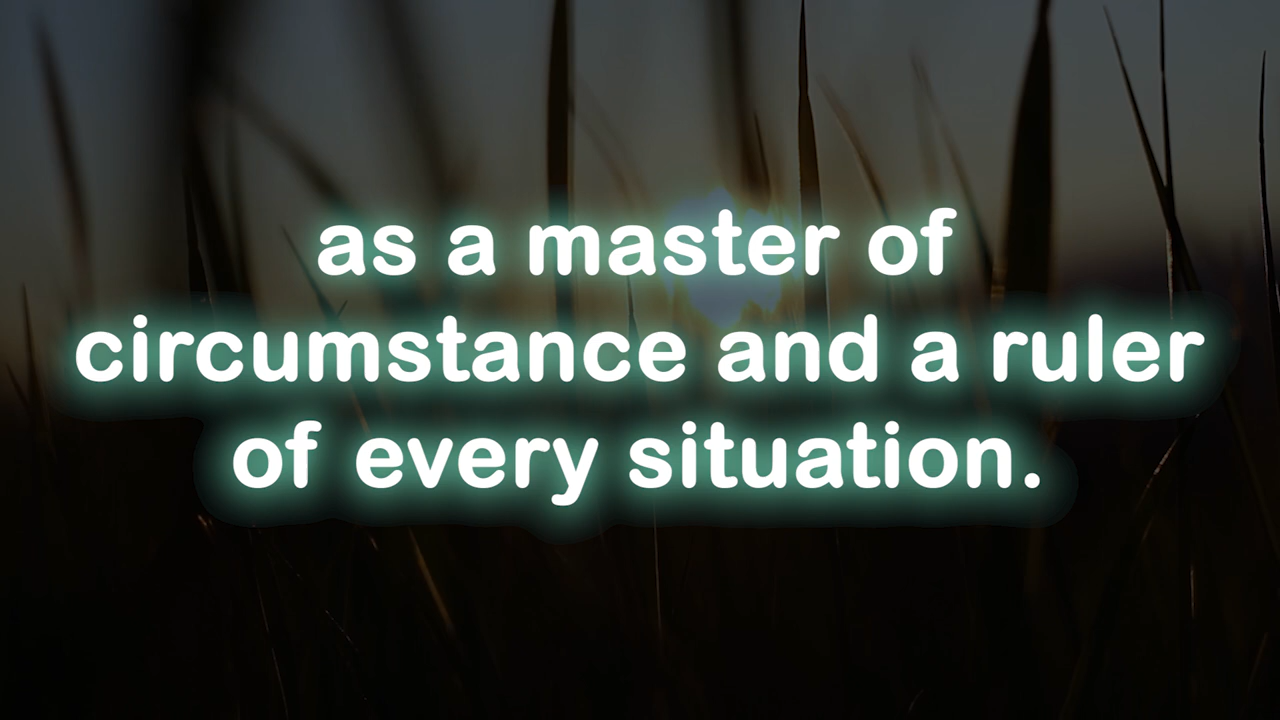 as a master of
circumstance and a ruler
of every situation.